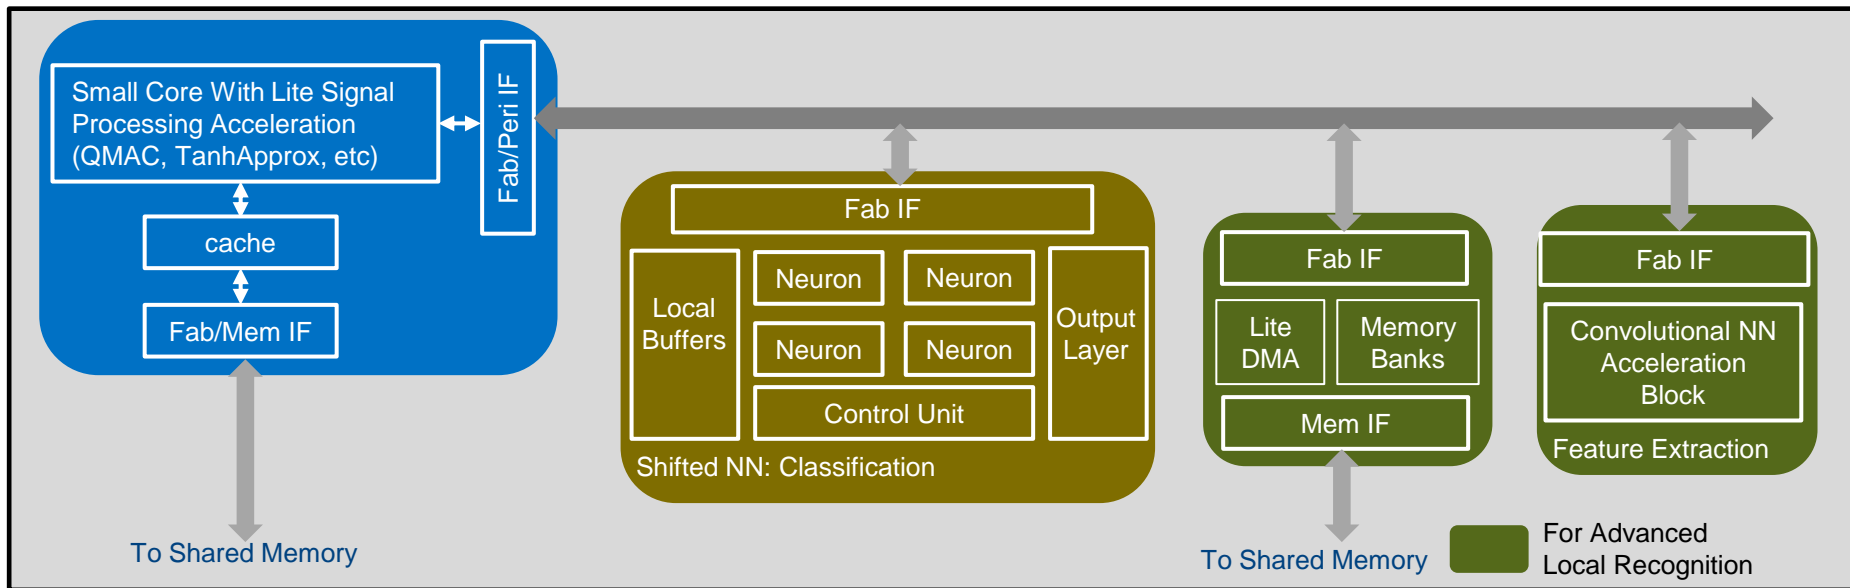 Small Core With Lite Signal
Processing Acceleration
(QMAC, TanhApprox, etc)
Fab/Peri IF
cache
Fab/Mem IF
To Shared Memory
Fab IF
Local
Buffers
Neuron
Neuron
Neuron
Neuron
Control Unit
Output
Layer
Shifted NN: Classification
Fab IF
Lite
DMA
Memory
Banks
Mem IF
To Shared Memory
Fab IF
Convolutional NN
Acceleration
Block
Feature Extraction
For Advanced
Local Recognition